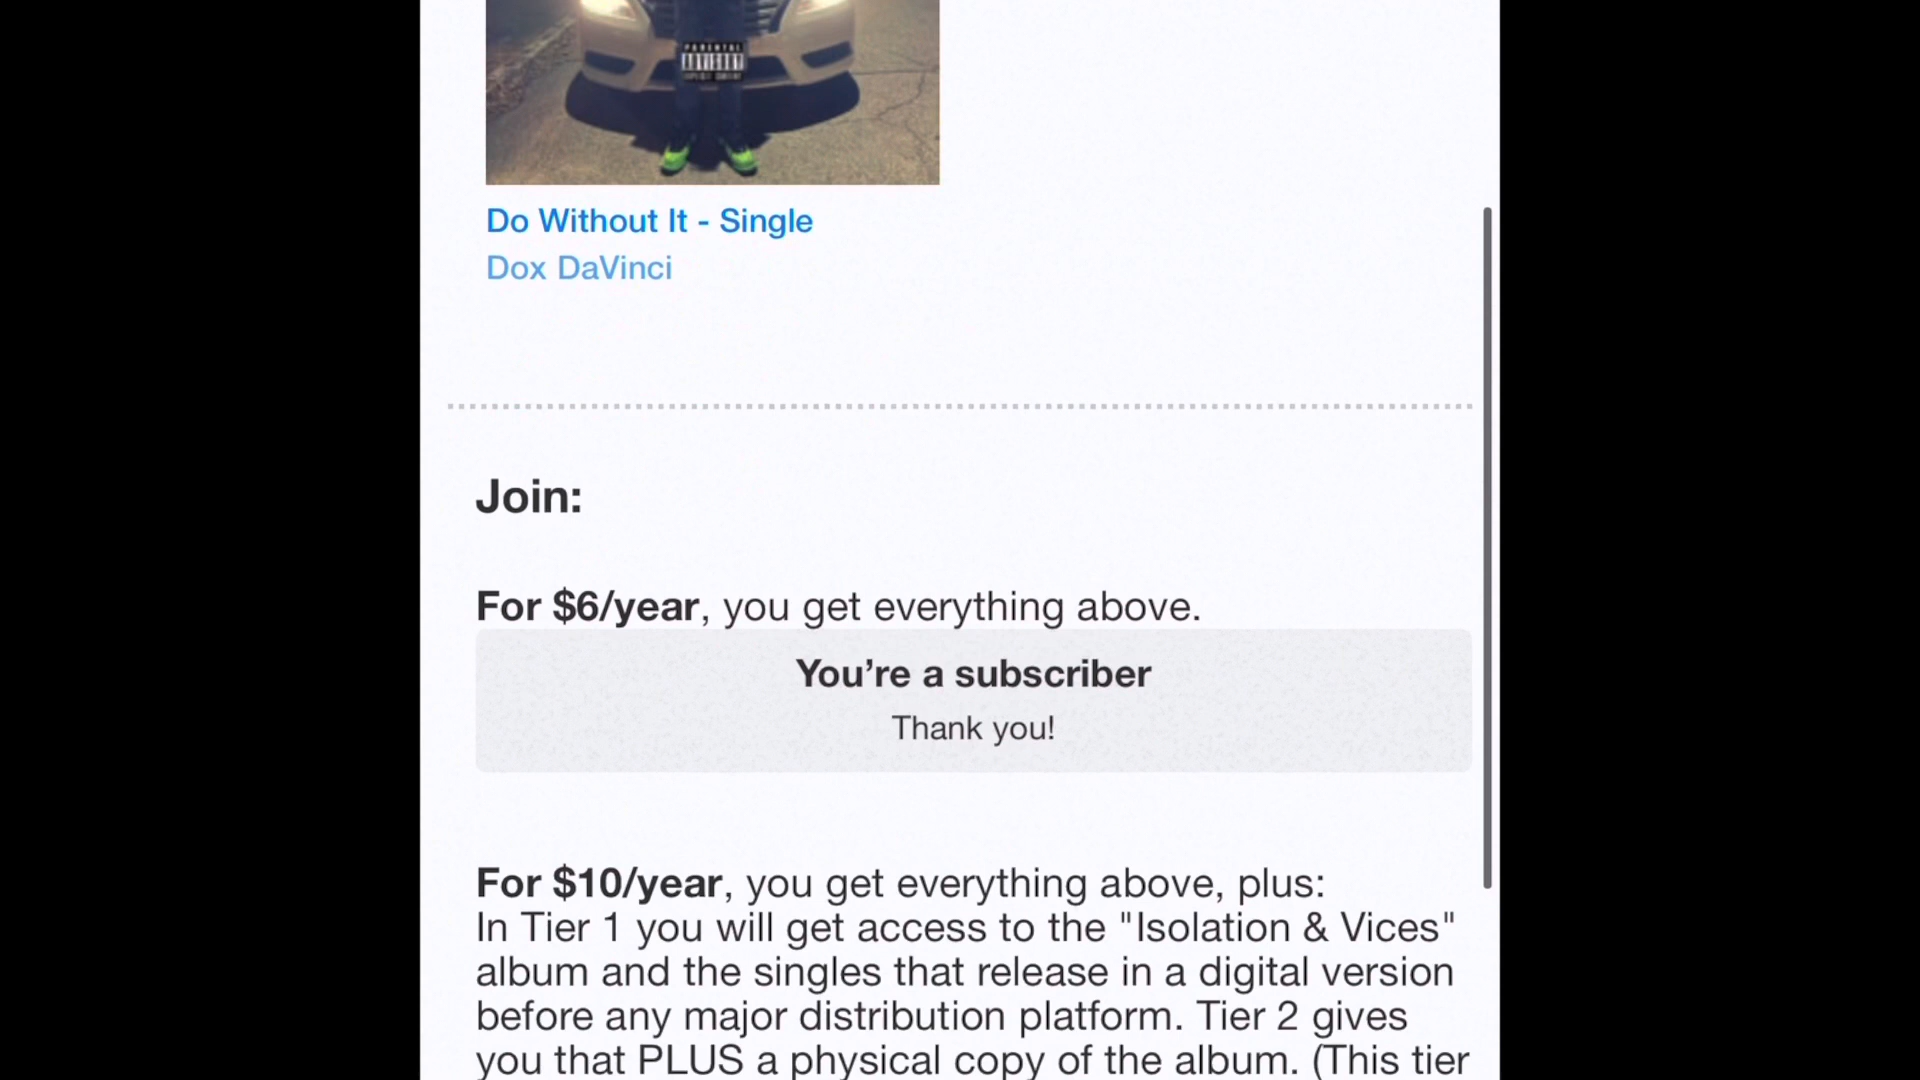 PARENTAL
ADVISORY
Do Without It - Single
Dox DaVinci
Join:
For $6/year, you get everything above.
You’re a subscriber
Thank you!
For $10/year, you get everything above, plus:
In Tier 1 you will get access to the "Isolation & Vices"
album and the singles that release in a digital version
before any major distribution platform. Tier 2 gives
you that PLUS a physical copy of the album. (This tier